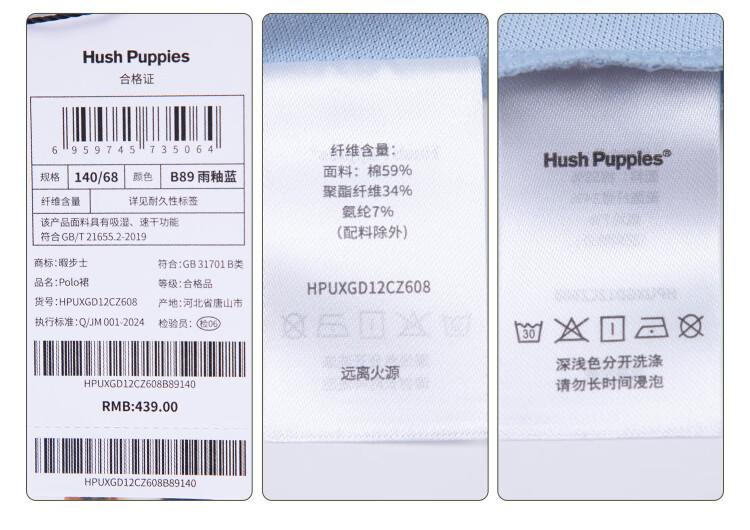 Hush Puppies
合格证
6 959745 735064
规格 140/68 颜色 B89 雨釉蓝
纤维含量 详见耐久性标签
该产品面料具有吸湿、速干功能
符合 GB/T 21655.2-2019
商标:暇步士 符合:GB 31701 B类
品名:Polo裙 等级:合格品
货号:HPUXGD12CZ608 产地:河北省唐山市
执行标准:Q/JM 001-2024 检验员:检06
HPUXGD12CZ608B89140
RMB:439.00
HPUXGD12CZ608B89140
纤维含量:
面料:棉59%
聚酯纤维34%
氨纶7%
(配料除外)
HPUXGD12CZ608
远离火源
Hush Puppies®
30
深浅色分开洗涤
请勿长时间浸泡